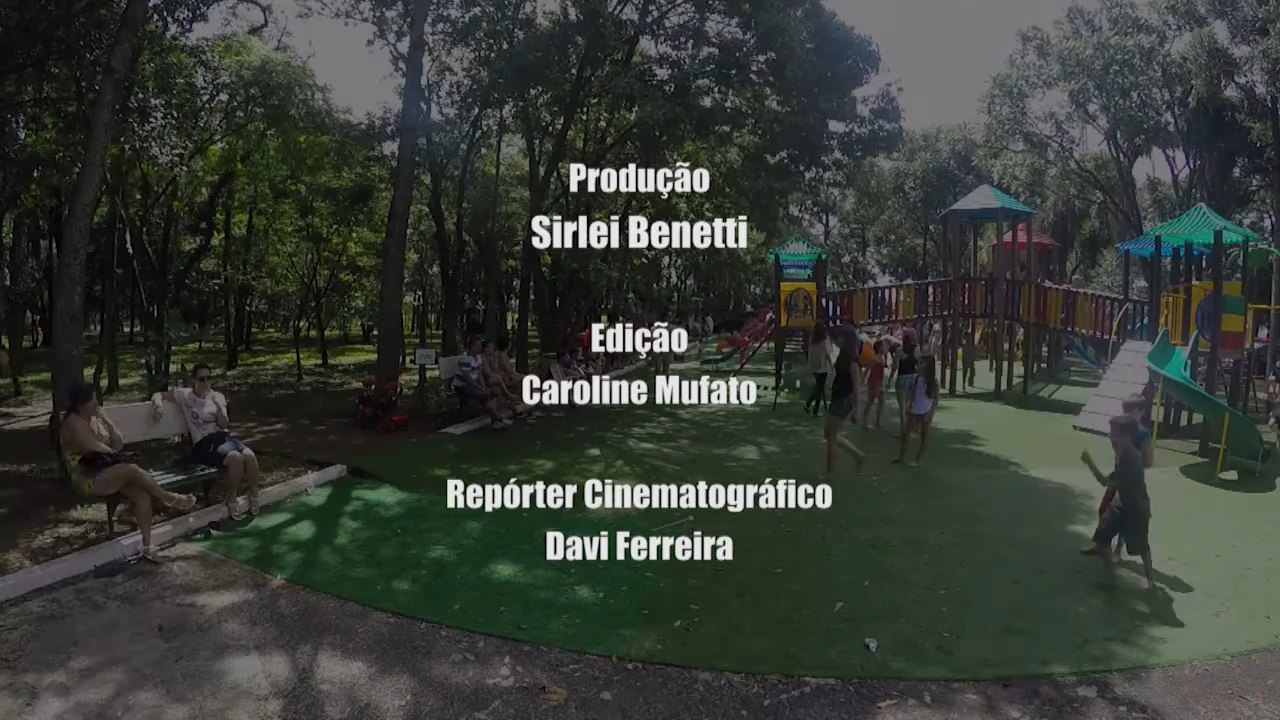 Produção
Sirlei Benetti
Edição
Caroline Mufato
Repórter Cinematográfico
Davi Ferreira